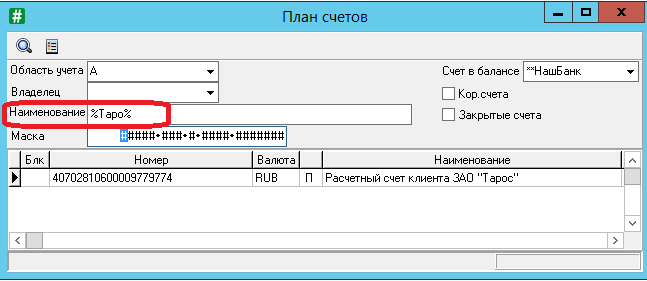 План счетов
Область учета A Счет в балансе **НашБанк
Владелец Кор.счета
Наименование %Таро% Закрытые счета
Маска #####•###•#•####•#######
Блк Номер Валюта Наименование
40702810600009779774 RUB П Расчетный счет клиента ЗАО "Тарос"